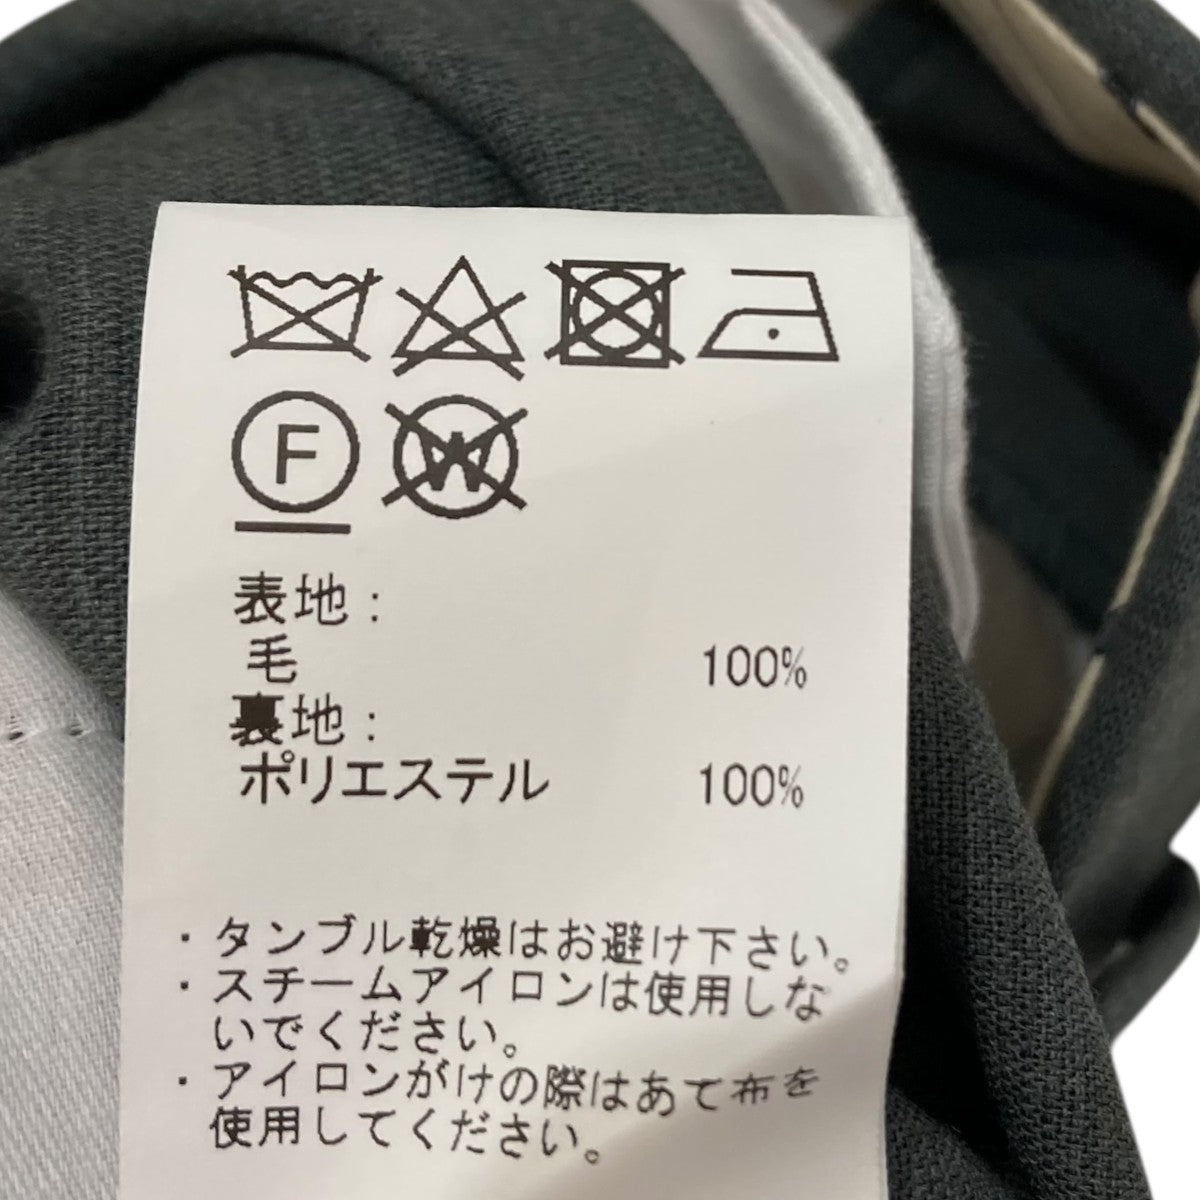 F W
表地:
毛 100%
裏地:
ポリエステル 100%
・タンブル乾燥はお避け下さい。
・スチームアイロンは使用しな
いでください。
・アイロンがけの際はあて布を
使用してください。